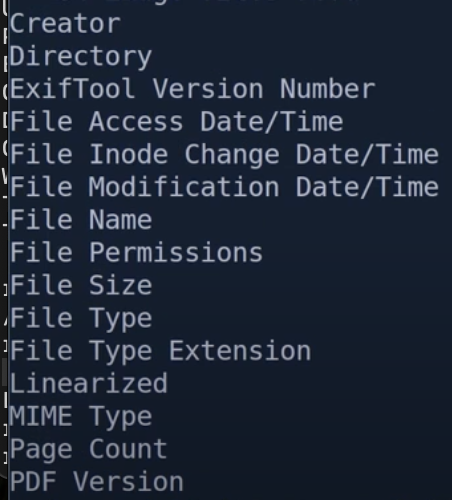 Creator
Directory
ExifTool Version Number
File Access Date/Time
File Inode Change Date/Time
File Modification Date/Time
File Name
File Permissions
File Size
File Type
File Type Extension
Linearized
MIME Type
Page Count
PDF Version